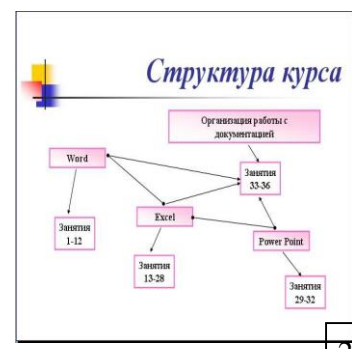 Структура курса
Организация работы с
документацией
Word
Занятия
33-36
Excel
Занятия
1-12
Power Point
Занятия
13-28
Занятия
29-32